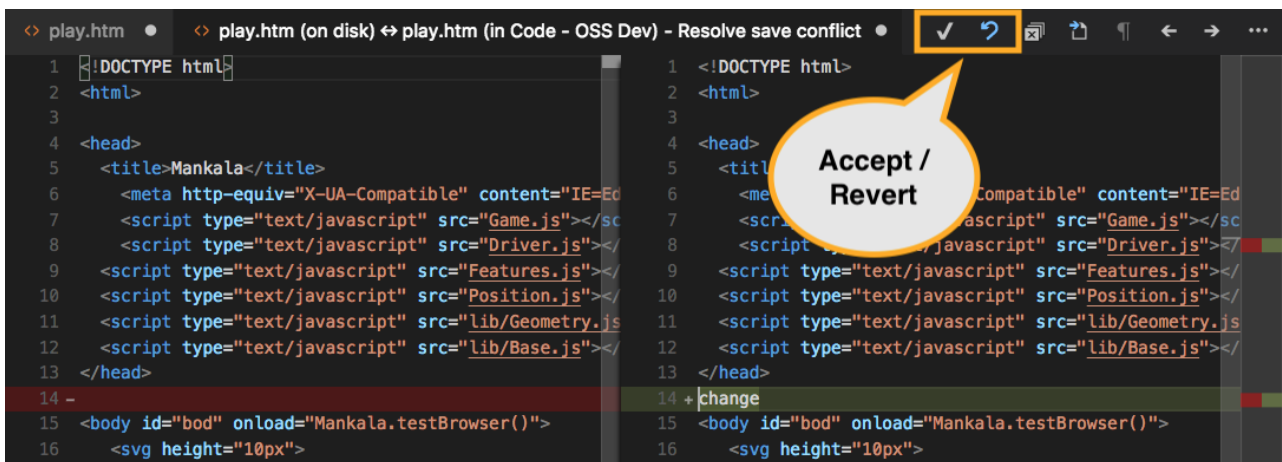 play.htm
play.htm (on disk) ↔ play.htm (in Code - OSS Dev) - Resolve save conflict
1 <!DOCTYPE html>
2 <html>
3
4 <head>
5 <title>Mankala</title>
6 <meta http-equiv="X-UA-Compatible" content="IE=Ed
7 <script type="text/javascript" src="Game.js"></sc
8 <script type="text/javascript" src="Driver.js"></
9 <script type="text/javascript" src="Features.js"></
10 <script type="text/javascript" src="Position.js"></
11 <script type="text/javascript" src="lib/Geometry.js
12 <script type="text/javascript" src="lib/Base.js"></
13 </head>
14 -
15 <body id="bod" onload="Mankala.testBrowser()">
16 <svg height="10px">
1 <!DOCTYPE html>
2 <html>
3
4 <head>
5 <titl
6 <me Compatible" content="IE=Ed
7 <scri ascript" src="Game.js"></sc
8 <script javascript" src="Driver.js"></
9 <script type="text/javascript" src="Features.js"></
10 <script type="text/javascript" src="Position.js"></
11 <script type="text/javascript" src="lib/Geometry.js
12 <script type="text/javascript" src="lib/Base.js"></
13 </head>
14 + change
15 <body id="bod" onload="Mankala.testBrowser()">
16 <svg height="10px">
Accept /
Revert